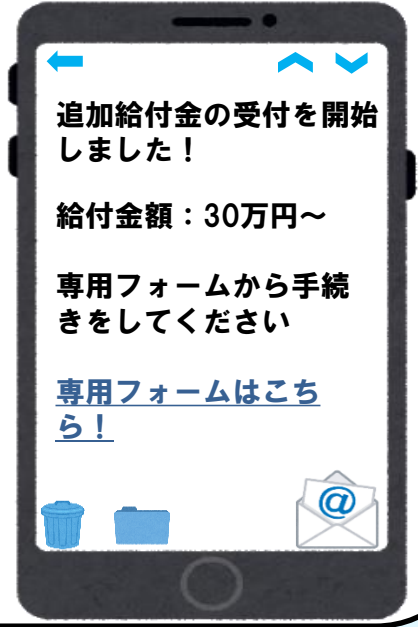 追加給付金の受付を開始
しました！
給付金額：30万円～
専用フォームから手続
きをしてください
専用フォームはこち
ら！
@